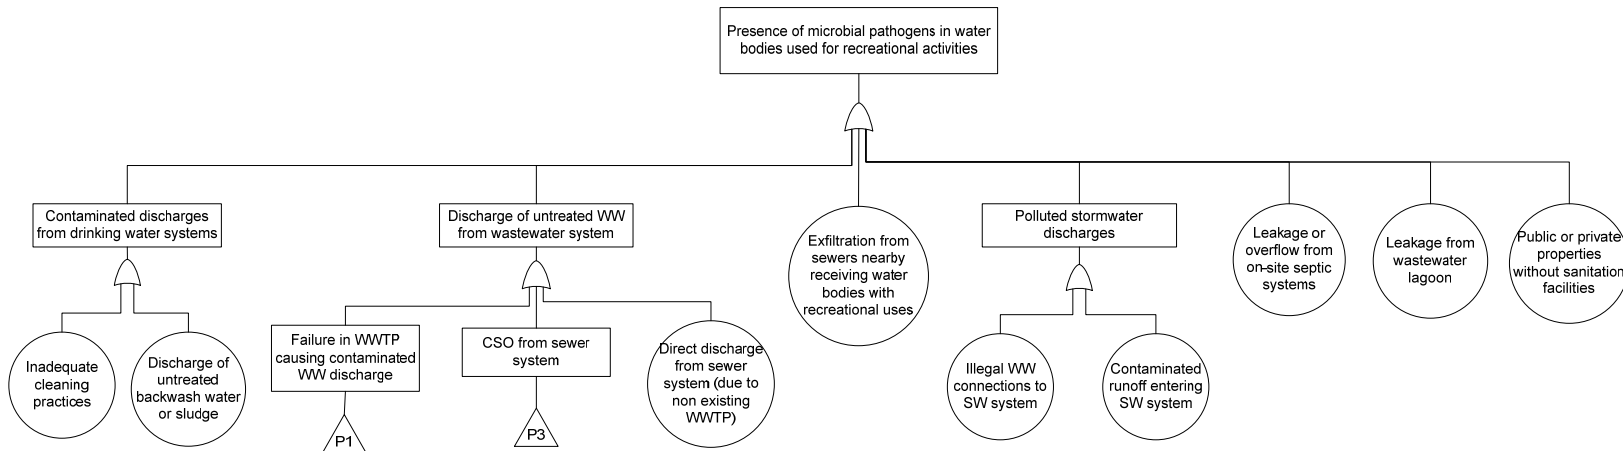 Presence of microbial pathogens in water
bodies used for recreational activities
Contaminated discharges
from drinking water systems
Discharge of untreated WW
from wastewater system
Exfiltration from
sewers nearby
receiving water
bodies with
recreational uses
Polluted stormwater
discharges
Leakage or
overflow from
on-site septic
systems
Leakage from
wastewater
lagoon
Public or private
properties
without sanitation
facilities
Inadequate
cleaning
practices
Discharge of
untreated
backwash water
or sludge
Failure in WWTP
causing contaminated
WW discharge
CSO from sewer
system
Direct discharge
from sewer
system (due to
non existing
WWTP)
Illegal WW
connections to
SW system
Contaminated
runoff entering
SW system
P1
P3